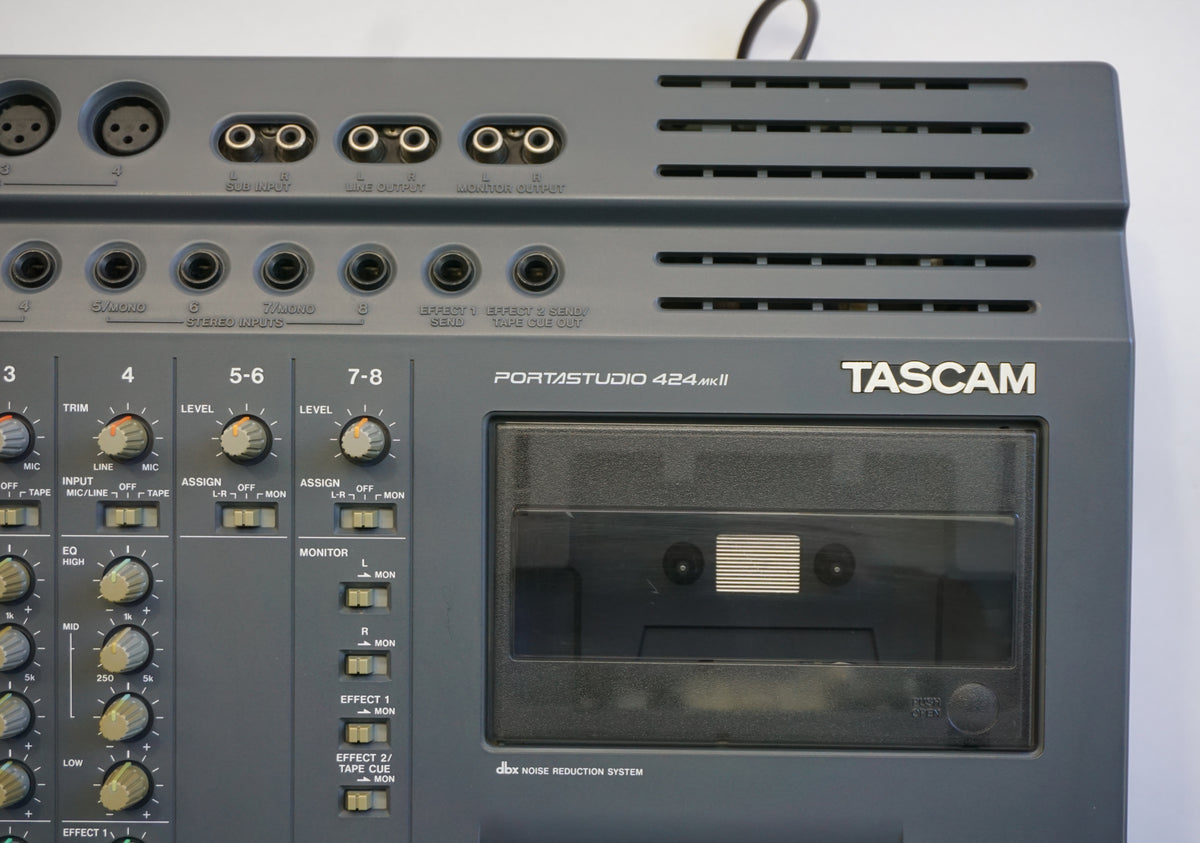 3 4
L R L R L R
SUB INPUT LINE OUTPUT MONITOR OUTPUT
4 5/MONO 6 7/MONO 8 EFFECT 1 EFFECT 2 SEND/
STEREO INPUTS SEND TAPE CUE OUT
3 4 5-6 7-8
PORTASTUDIO 424MKII
TASCAM
TRIM LEVEL LEVEL
MIC LINE MIC
INPUT ASSIGN ASSIGN
OFF TAPE MIC/LINE OFF TAPE L-R OFF MON L-R OFF MON
EQ
HIGH
MONITOR
L
MON
1k 1k
MID
R
MON
5k 250 5k
EFFECT 1
MON
EFFECT 2/
TAPE CUE
MON
LOW
EFFECT 1
PUSH
OPEN
dbx NOISE REDUCTION SYSTEM